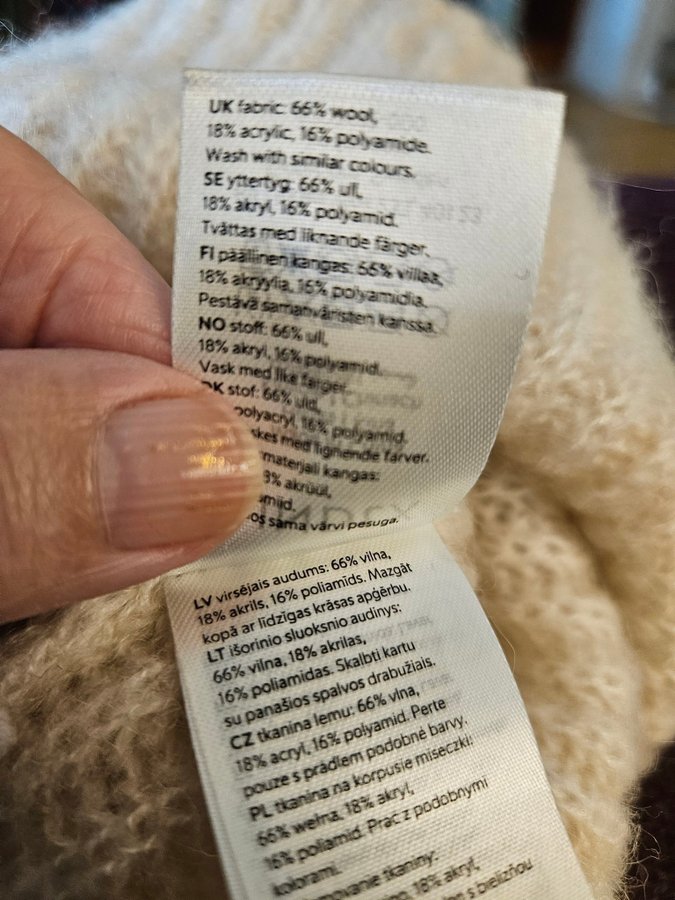 UK fabric: 66% wool,
18% acrylic, 16% polyamide.
Wash with similar colours.
SE yttertyg: 66% ull,
18% akryl, 16% polyamid.
Tvättas med liknande färger.
FI päällinen kangas: 66% villaa,
18% akryylia, 16% polyamidia.
Pestävä samanväristen kanssa.
NO stoff: 66% ull,
18% akryl, 16% polyamid.
Vask med like farger.
DK stof: 66% uld,
polyacryl, 16% polyamid.
med lignende farver.
kangas:
akrüül,
sama värvi pesuga.
LV virsējais audums: 66% vilna,
18% akrils, 16% poliamīds. Mazgāt
kopā ar līdzīgas krāsas apģērbu.
LT išorinio sluoksnio audinys:
66% vilna, 18% akrilas,
16% poliamidas. Skalbti kartu
su panašios spalvos drabužiais.
CZ tkanina lemu: 66% vlna,
18% acryl, 16% polyamid. Perte
pouze s prádlem podobné barvy.
PL tkanina na korpusie miseczki:
66% wełna, 18% akryl,
16% poliamid. Prać z podobnymi
kolorami.
tkaniny:
18% acryl,
s bielizňou